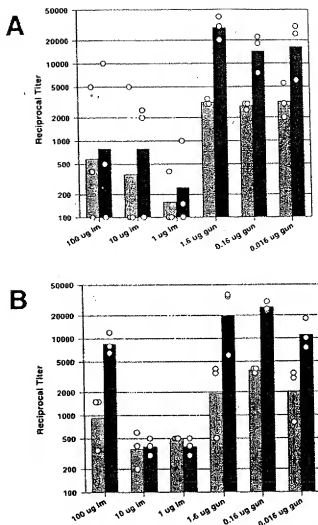 A
50000
20000
10000
5000
2000
1000
500
200
100
Reciprocal Titer
100 ug im
10 ug im
1 ug im
1.6 ug gun
0.16 ug gun
0.016 ug gun
B
50000
20000
10000
5000
2000
1000
500
200
100
Reciprocal Titer
100 ug im
10 ug im
1 ug im
1.6 ug gun
0.16 ug gun
0.016 ug gun